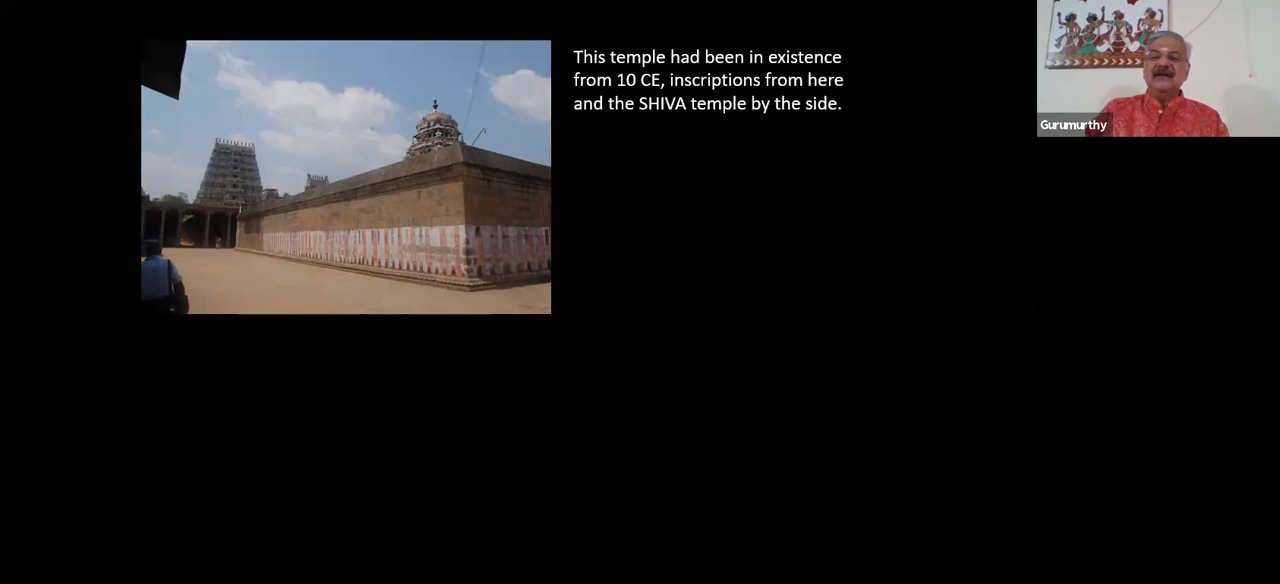 This temple had been in existence
from 10 CE, inscriptions from here
and the SHIVA temple by the side.
Gurumurthy